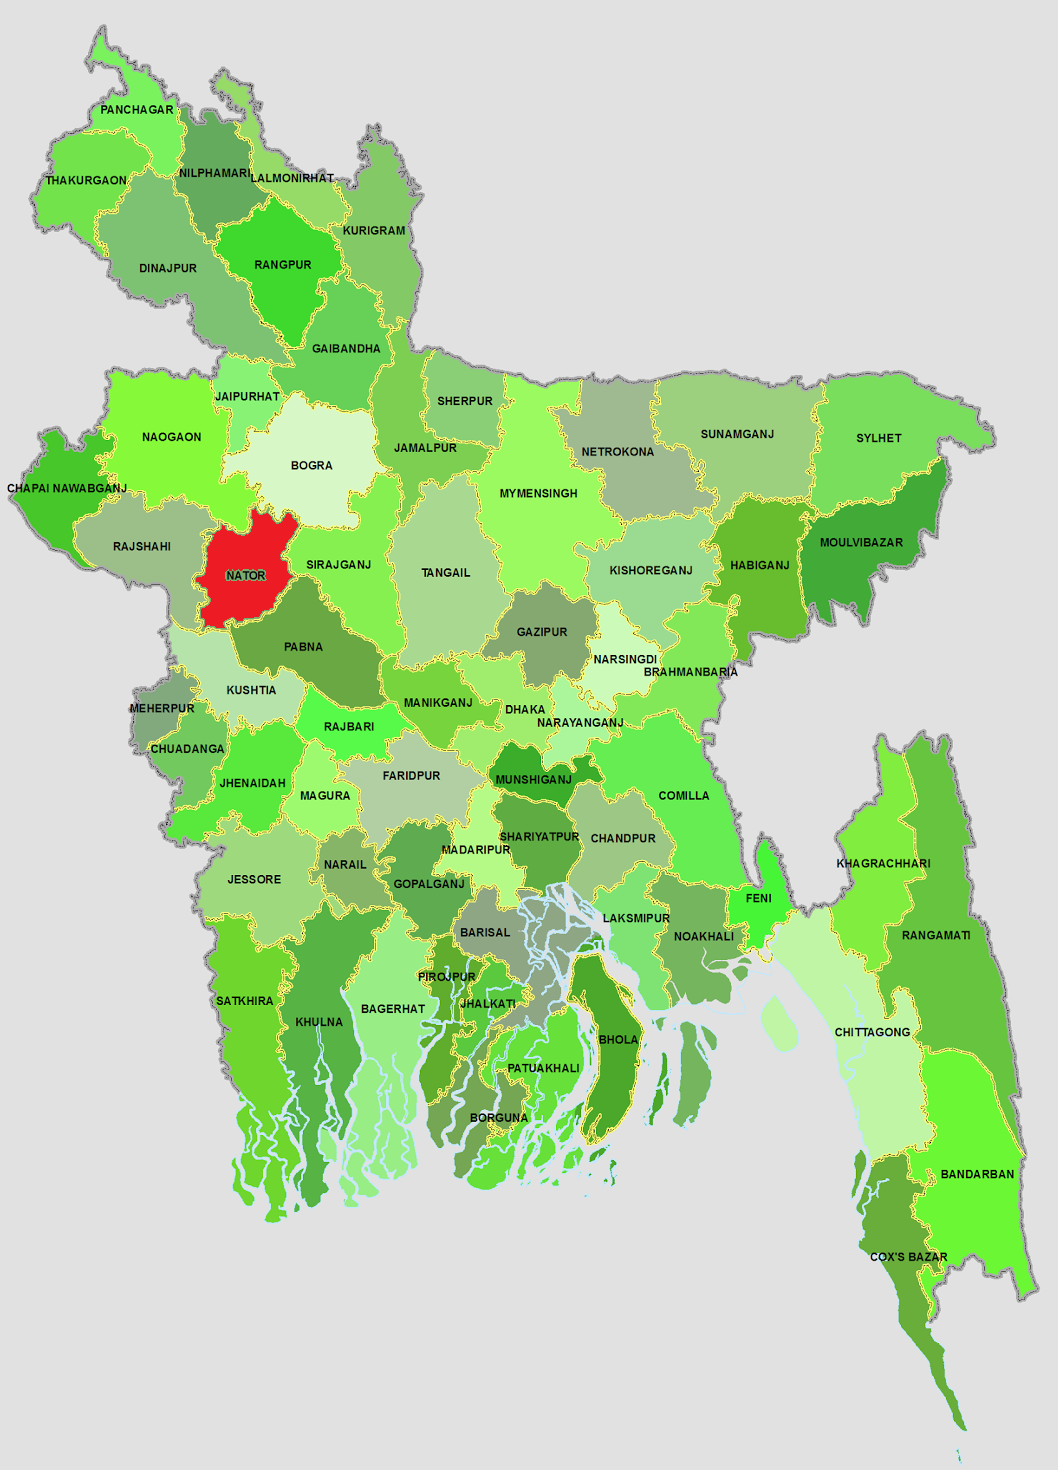 PANCHAGAR
THAKURGAON
NILPHAMARI
LALMONIRHAT
KURIGRAM
DINAJPUR
RANGPUR
GAIBANDHA
JAIPURHAT
SHERPUR
NAOGAON
JAMALPUR
BOGRA
NETROKONA
SUNAMGANJ
SYLHET
CHAPAI NAWABGANJ
MYMENSINGH
RAJSHAHI
MOULVIBAZAR
SIRAJGANJ
TANGAIL
KISHOREGANJ
HABIGANJ
NATOR
GAZIPUR
PABNA
NARSINGDI
BRAHMANBARIA
KUSHTIA
MEHERPUR
MANIKGANJ
DHAKA
NARAYANGANJ
RAJBARI
CHUADANGA
JHENAIDAH
FARIDPUR
MUNSHIGANJ
MAGURA
COMILLA
SHARIYATPUR
CHANDPUR
MADARIPUR
NARAIL
KHAGRACHHARI
JESSORE
GOPALGANJ
FENI
LAKSMIPUR
BARISAL
NOAKHALI
RANGAMATI
PIROJPUR
SATKHIRA
JHALKATI
BAGERHAT
KHULNA
CHITTAGONG
BHOLA
PATUAKHALI
BORGUNA
BANDARBAN
COX'S BAZAR